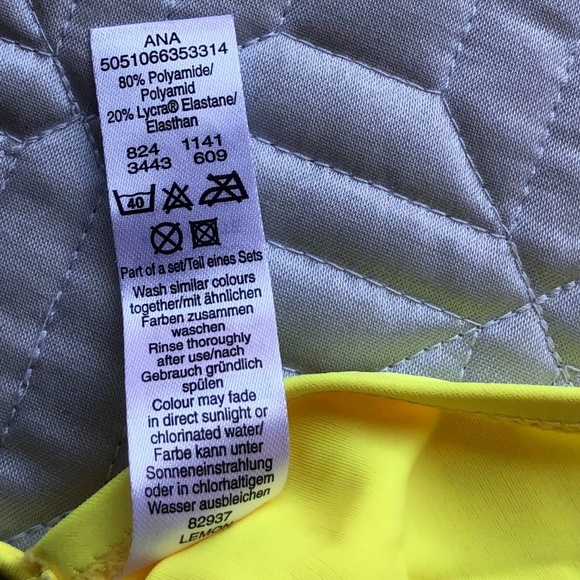 ANA
5051066353314
80% Polyamide/
Polyamid
20% Lycra® Elastane/
Elasthan
824 1141
3443 609
40
Part of a set/Teil eines Sets
Wash similar colours
together/mit ähnlichen
Farben zusammen
waschen
Rinse thoroughly
after use/nach
Gebrauch gründlich
spülen
Colour may fade
in direct sunlight or
chlorinated water/
Farbe kann unter
Sonneneinstrahlung
oder in chlorhaltigem
Wasser ausbleichen
82937
LEMON